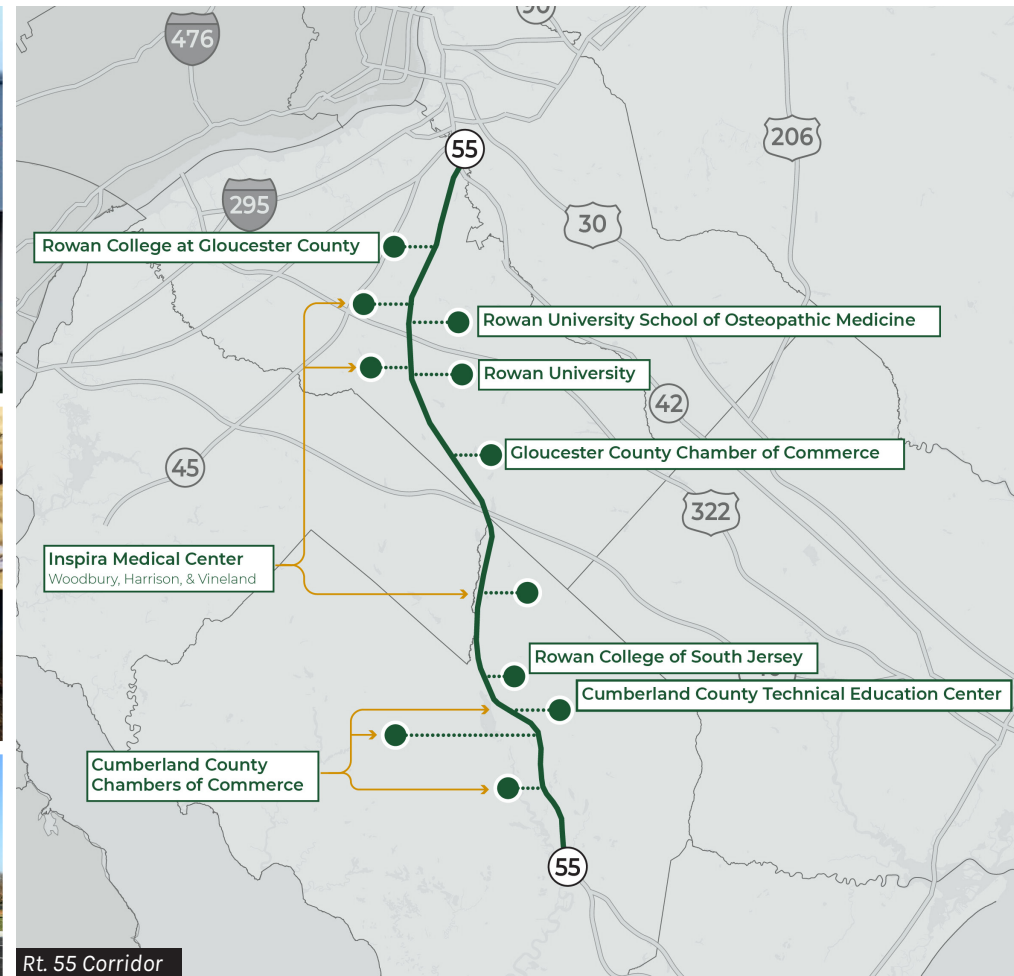 476
55
206
295
30
Rowan College at Gloucester County
Rowan University School of Osteopathic Medicine
Rowan University
42
Gloucester County Chamber of Commerce
45
322
Inspira Medical Center
Woodbury, Harrison, & Vineland
Rowan College of South Jersey
Cumberland County Technical Education Center
Cumberland County
Chambers of Commerce
55
Rt. 55 Corridor